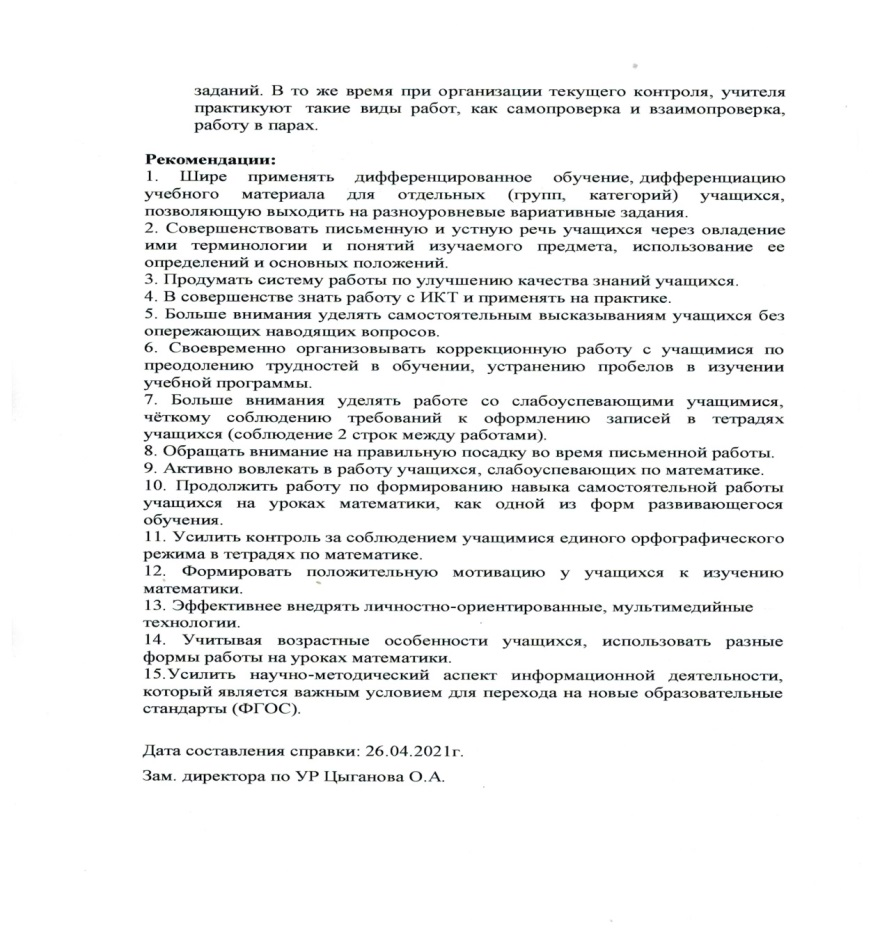 заданий. В то же время при организации текущего контроля, учителя
практикуют такие виды работ, как самопроверка и взаимопроверка,
работу в парах.
Рекомендации:
1. Шире применять дифференцированное обучение, дифференциацию
учебного материала для отдельных (групп, категорий) учащихся,
позволяющую выходить на разноуровневые вариативные задания.
2. Совершенствовать письменную и устную речь учащихся через овладение
ими терминологии и понятий изучаемого предмета, использование ее
определений и основных положений.
3. Продумать систему работы по улучшению качества знаний учащихся.
4. В совершенстве знать работу с ИКТ и применять на практике.
5. Больше внимания уделять самостоятельным высказываниям учащихся без
опережающих наводящих вопросов.
6. Своевременно организовывать коррекционную работу с учащимися по
преодолению трудностей в обучении, устранению пробелов в изучении
учебной программы.
7. Больше внимания уделять работе со слабоуспевающими учащимися,
чёткому соблюдению требований к оформлению записей в тетрадях
учащихся (соблюдение 2 строк между работами).
8. Обращать внимание на правильную посадку во время письменной работы.
9. Активно вовлекать в работу учащихся, слабоуспевающих по математике.
10. Продолжить работу по формированию навыка самостоятельной работы
учащихся на уроках математики, как одной из форм развивающегося
обучения.
11. Усилить контроль за соблюдением учащимися единого орфографического
режима в тетрадях по математике.
12. Формировать положительную мотивацию у учащихся к изучению
математики.
13. Эффективнее внедрять личностно-ориентированные, мультимедийные
технологии.
14. Учитывая возрастные особенности учащихся, использовать разные
формы работы на уроках математики.
15.Усилить научно-методический аспект информационной деятельности,
который является важным условием для перехода на новые образовательные
стандарты (ФГОС).
Дата составления справки: 26.04.2021г.
Зам. директора по УР Цыганова О.А.